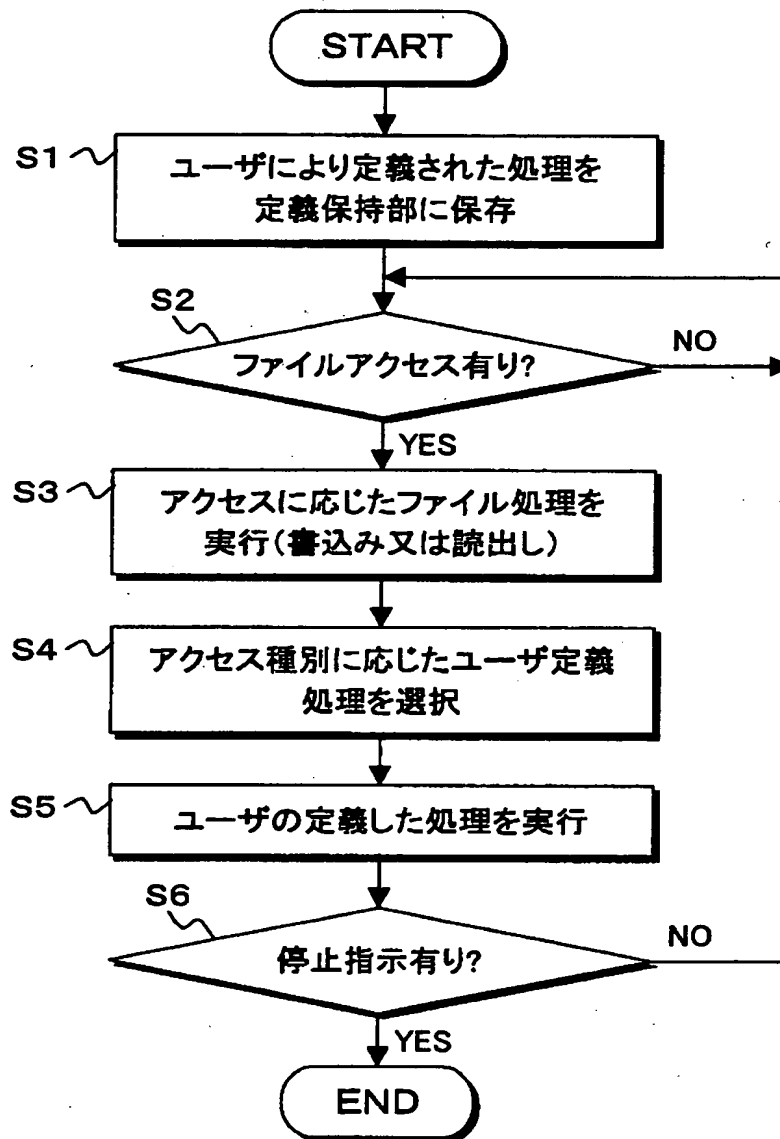 START
S1
ユーザにより定義された処理を
定義保持部に保存
S2
ファイルアクセス有り?
NO
YES
S3
アクセスに応じたファイル処理を
実行(書込み又は読出し)
S4
アクセス種別に応じたユーザ定義
処理を選択
S5
ユーザの定義した処理を実行
S6
停止指示有り?
NO
YES
END